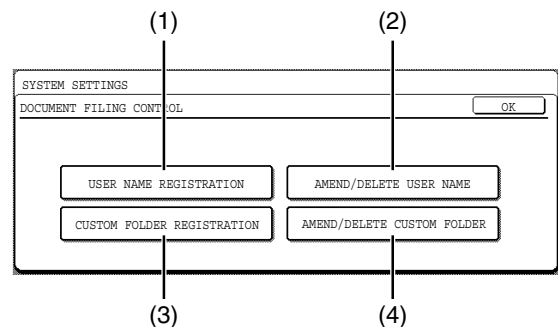 (1) (2)
SYSTEM SETTINGS
DOCUMENT FILING CONTROL OK
USER NAME REGISTRATION AMEND/DELETE USER NAME
CUSTOM FOLDER REGISTRATION AMEND/DELETE CUSTOM FOLDER
(3) (4)